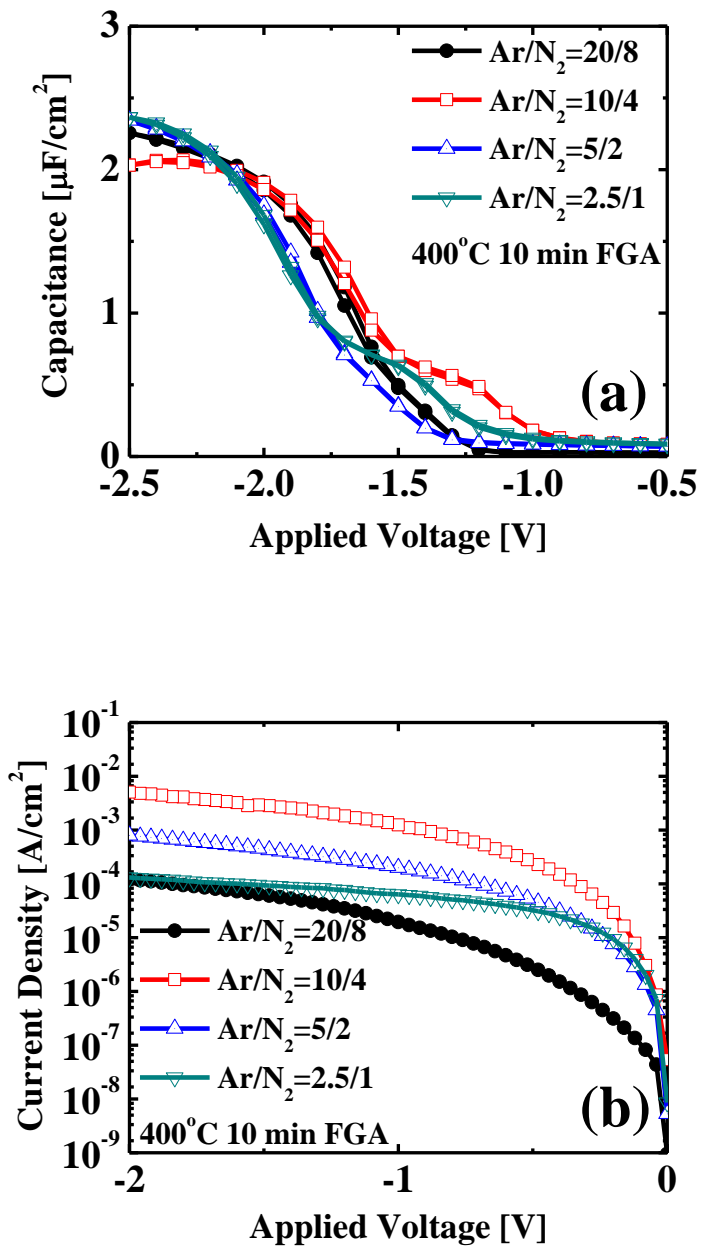 3
2
1
0
Capacitance [μF/cm²]
Ar/N₂=20/8
Ar/N₂=10/4
Ar/N₂=5/2
Ar/N₂=2.5/1
400°C 10 min FGA
(a)
-2.5 -2.0 -1.5 -1.0 -0.5
Applied Voltage [V]
10⁻¹
10⁻²
10⁻³
10⁻⁴
10⁻⁵
10⁻⁶
10⁻⁷
10⁻⁸
10⁻⁹
Current Density [A/cm²]
Ar/N₂=20/8
Ar/N₂=10/4
Ar/N₂=5/2
Ar/N₂=2.5/1
400°C 10 min FGA
(b)
-2 -1 0
Applied Voltage [V]